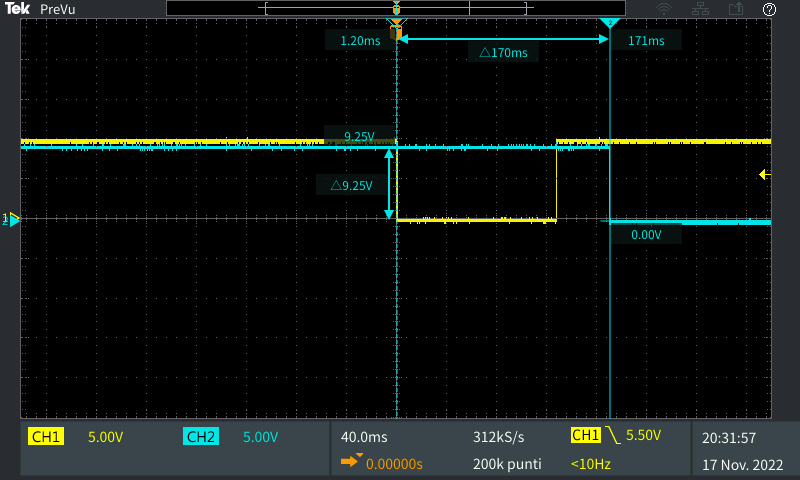 Tek PreVu
1.20ms
171ms
△170ms
9.25V
△9.25V
0.00V
CH1 5.00V CH2 5.00V 40.0ms 312kS/s CH1 5.50V 20:31:57
0.00000s 200k punti <10Hz 17 Nov. 2022